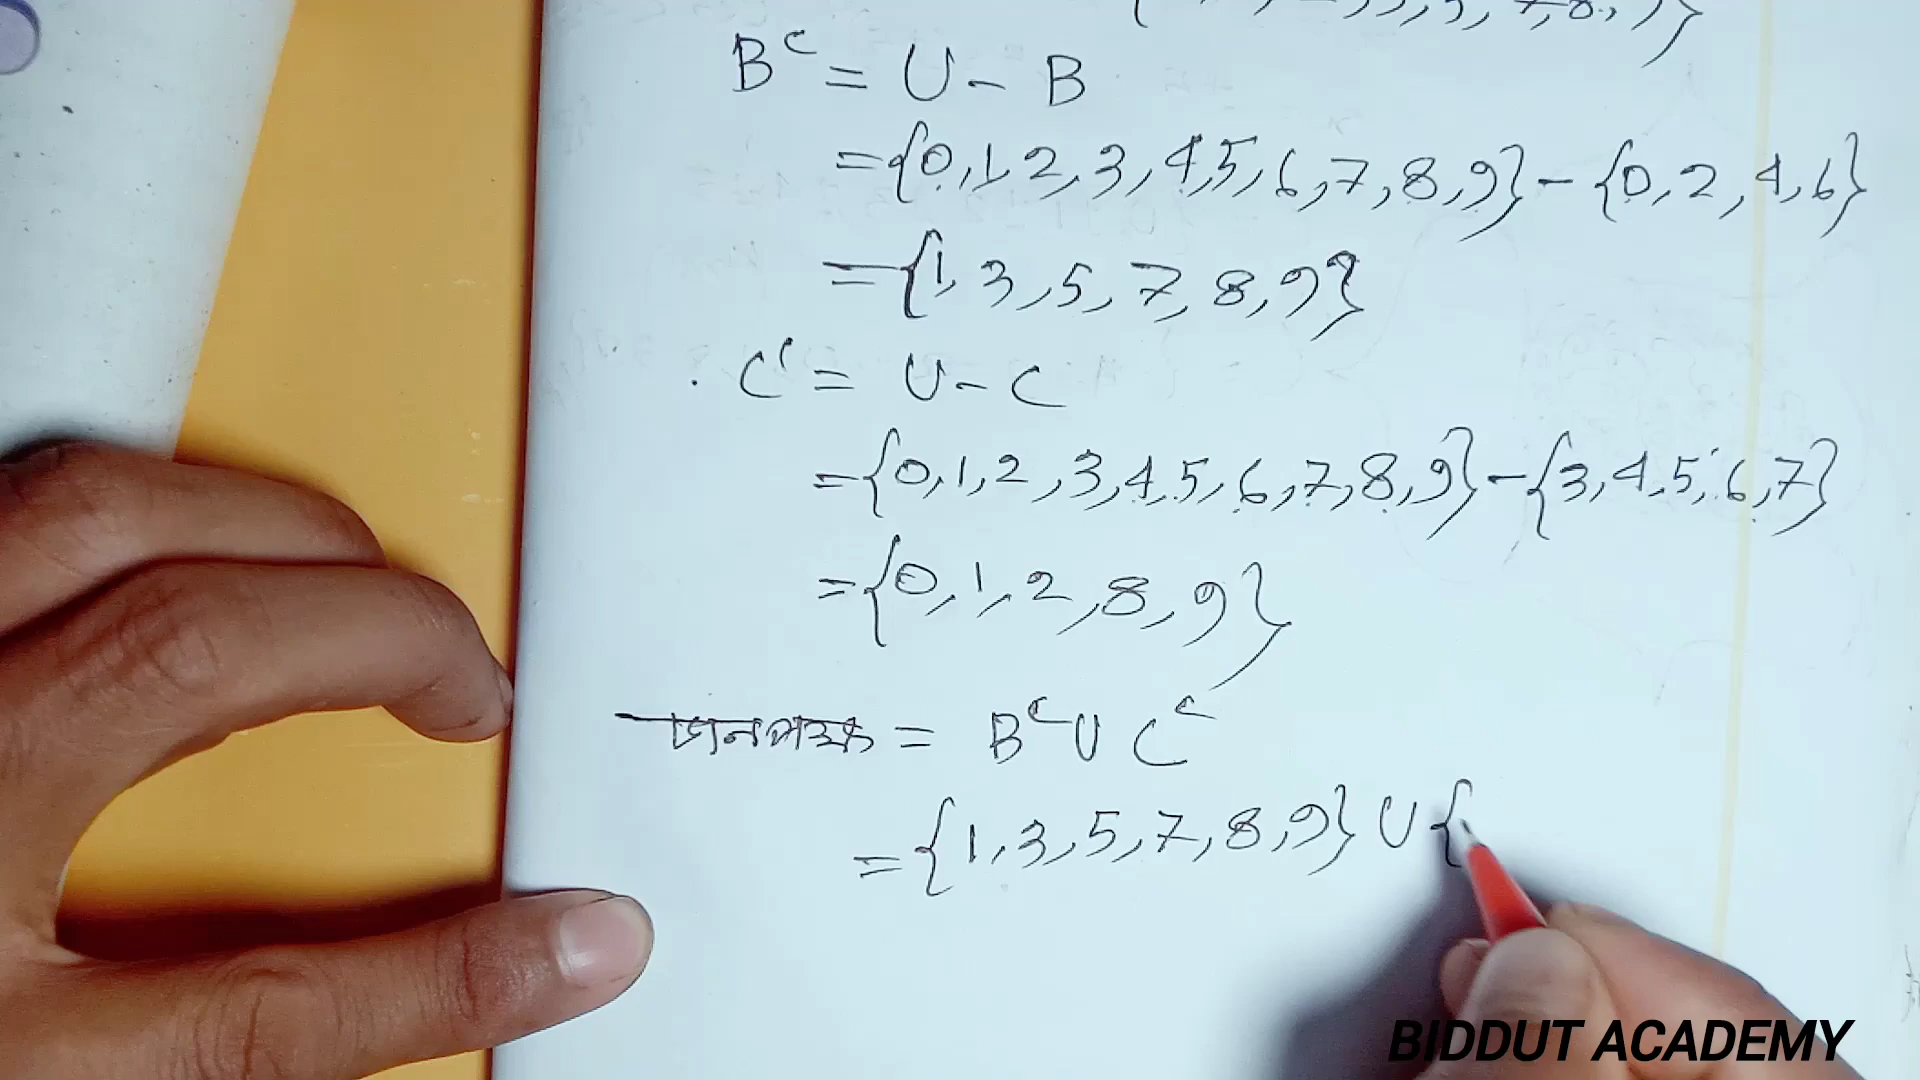 B^c = U - B
= {0, 1, 2, 3, 4, 5, 6, 7, 8, 9} - {0, 2, 4, 6}
= {1, 3, 5, 7, 8, 9}
C' = U - C
= {0, 1, 2, 3, 4, 5, 6, 7, 8, 9} - {3, 4, 5, 6, 7}
= {0, 1, 2, 8, 9}
ডানপক্ষ = B^c ∪ C^c
= {1, 3, 5, 7, 8, 9} ∪ {
BIDDUT ACADEMY